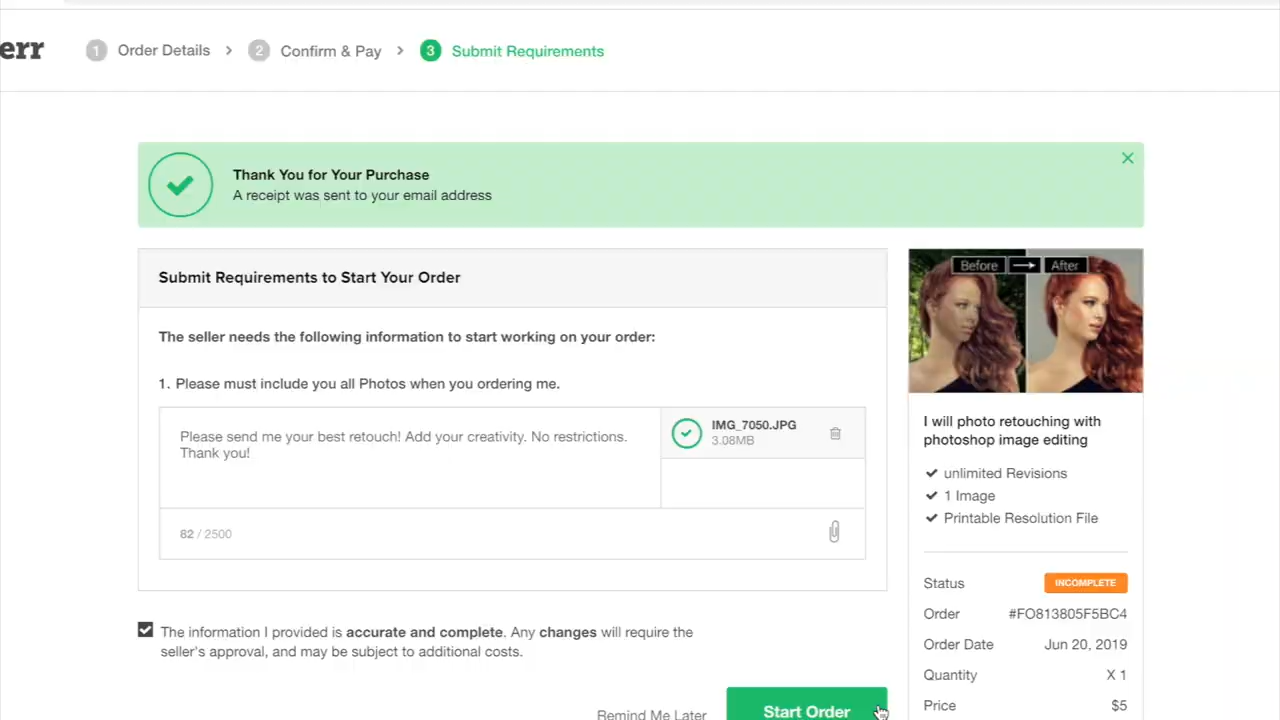 err
1 Order Details > 2 Confirm & Pay > 3 Submit Requirements
Thank You for Your Purchase
A receipt was sent to your email address
Submit Requirements to Start Your Order
The seller needs the following information to start working on your order:
1. Please must include you all Photos when you ordering me.
Please send me your best retouch! Add your creativity. No restrictions.
Thank you!
IMG_7050.JPG
3.08MB
82 / 2500
The information I provided is accurate and complete. Any changes will require the
seller's approval, and may be subject to additional costs.
Remind Me Later
Start Order
Before After
I will photo retouching with
photoshop image editing
unlimited Revisions
1 Image
Printable Resolution File
Status INCOMPLETE
Order #FO813805F5BC4
Order Date Jun 20, 2019
Quantity X 1
Price $5